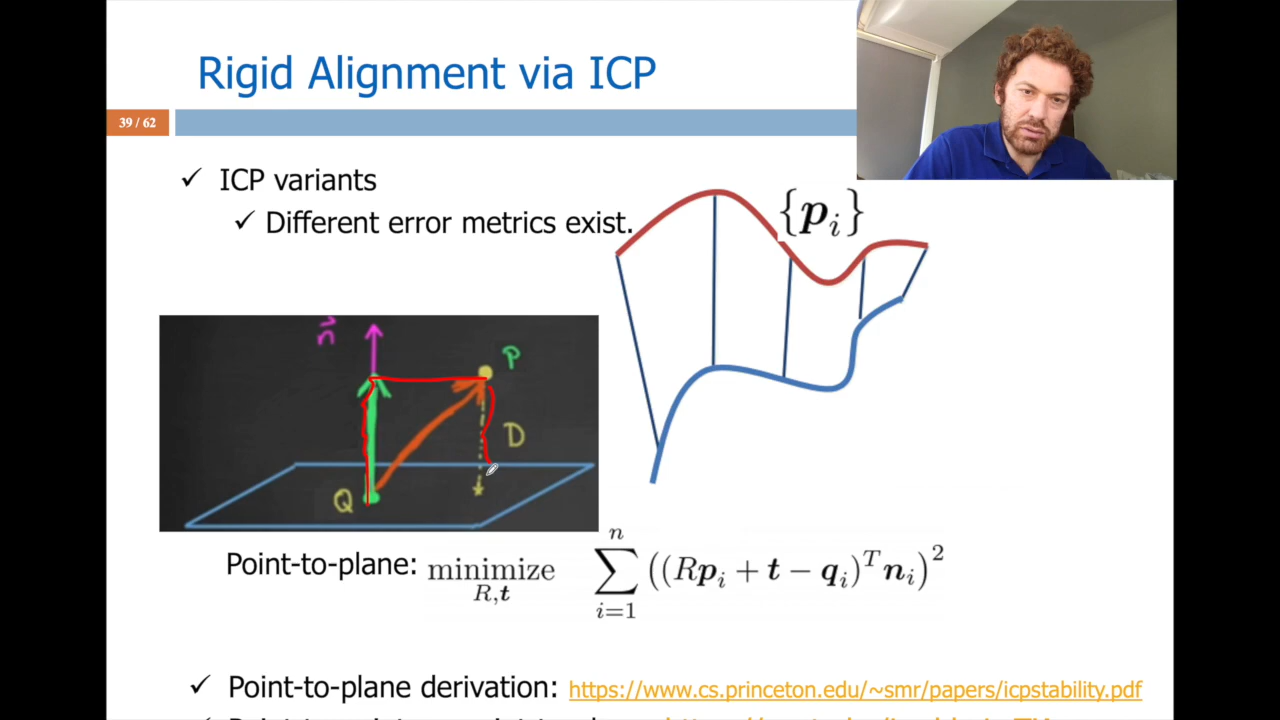 Rigid Alignment via ICP
39 / 62
✓ ICP variants
✓ Different error metrics exist.
{p_i}
n⃗
P
D
Q
Point-to-plane: minimize_{R,t} \sum_{i=1}^{n} ((Rp_i + t − q_i)^T n_i)^2
✓ Point-to-plane derivation: https://www.cs.princeton.edu/~smr/papers/icpstability.pdf